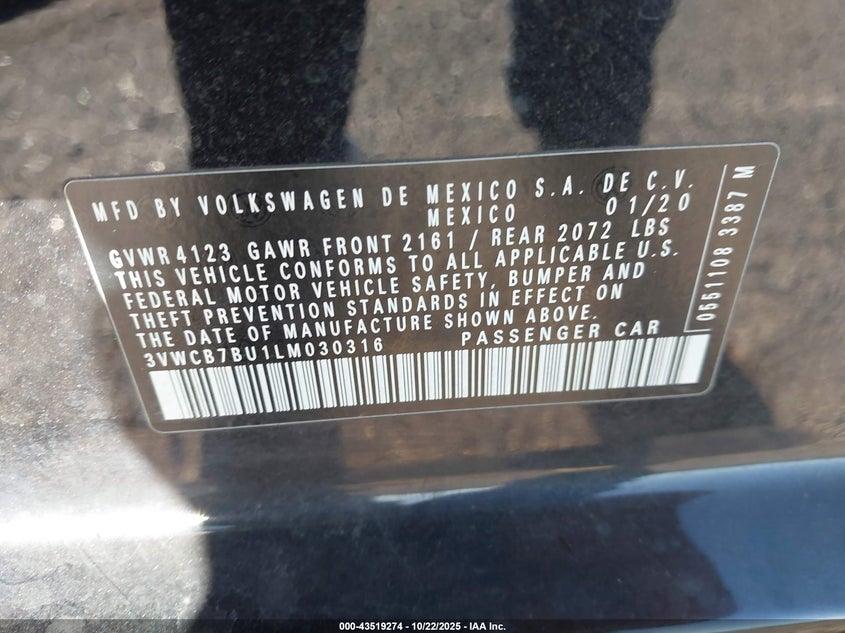 MFD BY VOLKSWAGEN DE MEXICO S.A. DE C.V.
MEXICO 01/20
GVWR 4123 GAWR FRONT 2161 / REAR 2072 LBS
THIS VEHICLE CONFORMS TO ALL APPLICABLE U.S.
FEDERAL MOTOR VEHICLE SAFETY, BUMPER AND
THEFT PREVENTION STANDARDS IN EFFECT ON
THE DATE OF MANUFACTURE SHOWN ABOVE.
3VWCB7BU1LM030316 PASSENGER CAR
0551108 3387 M
000-43519274 - 10/22/2025 - IAA Inc.